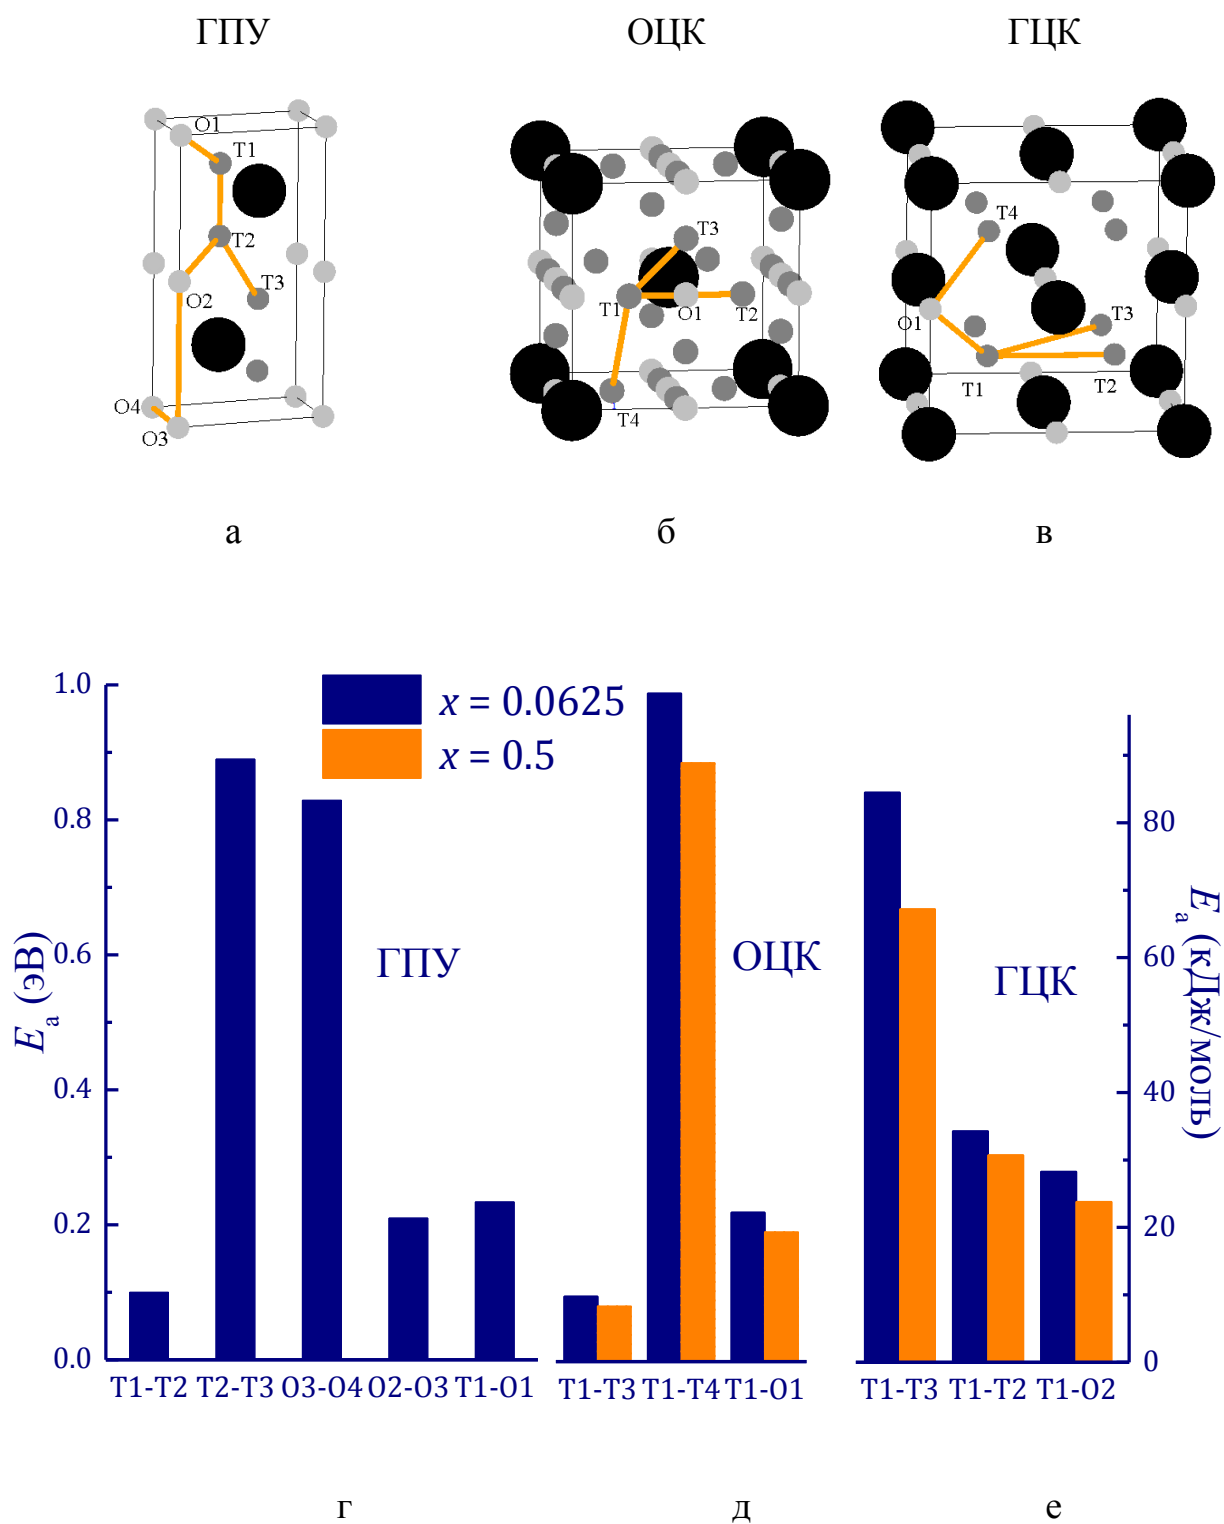 ГПУ ОЦК ГЦК
O1
T1
T2
T3
O2
O4
O3
T3
T1 O1 T2
T4
T4
O1
T3
T1 T2
а б в
1.0
0.8
0.6
0.4
0.2
0.0
Eа (эВ)
x = 0.0625
x = 0.5
ГПУ ОЦК ГЦК
80
60
40
20
0
Eа (кДж/моль)
T1-T2 T2-T3 O3-O4 O2-O3 T1-O1 T1-T3 T1-T4 T1-O1 T1-T3 T1-T2 T1-O2
г д е